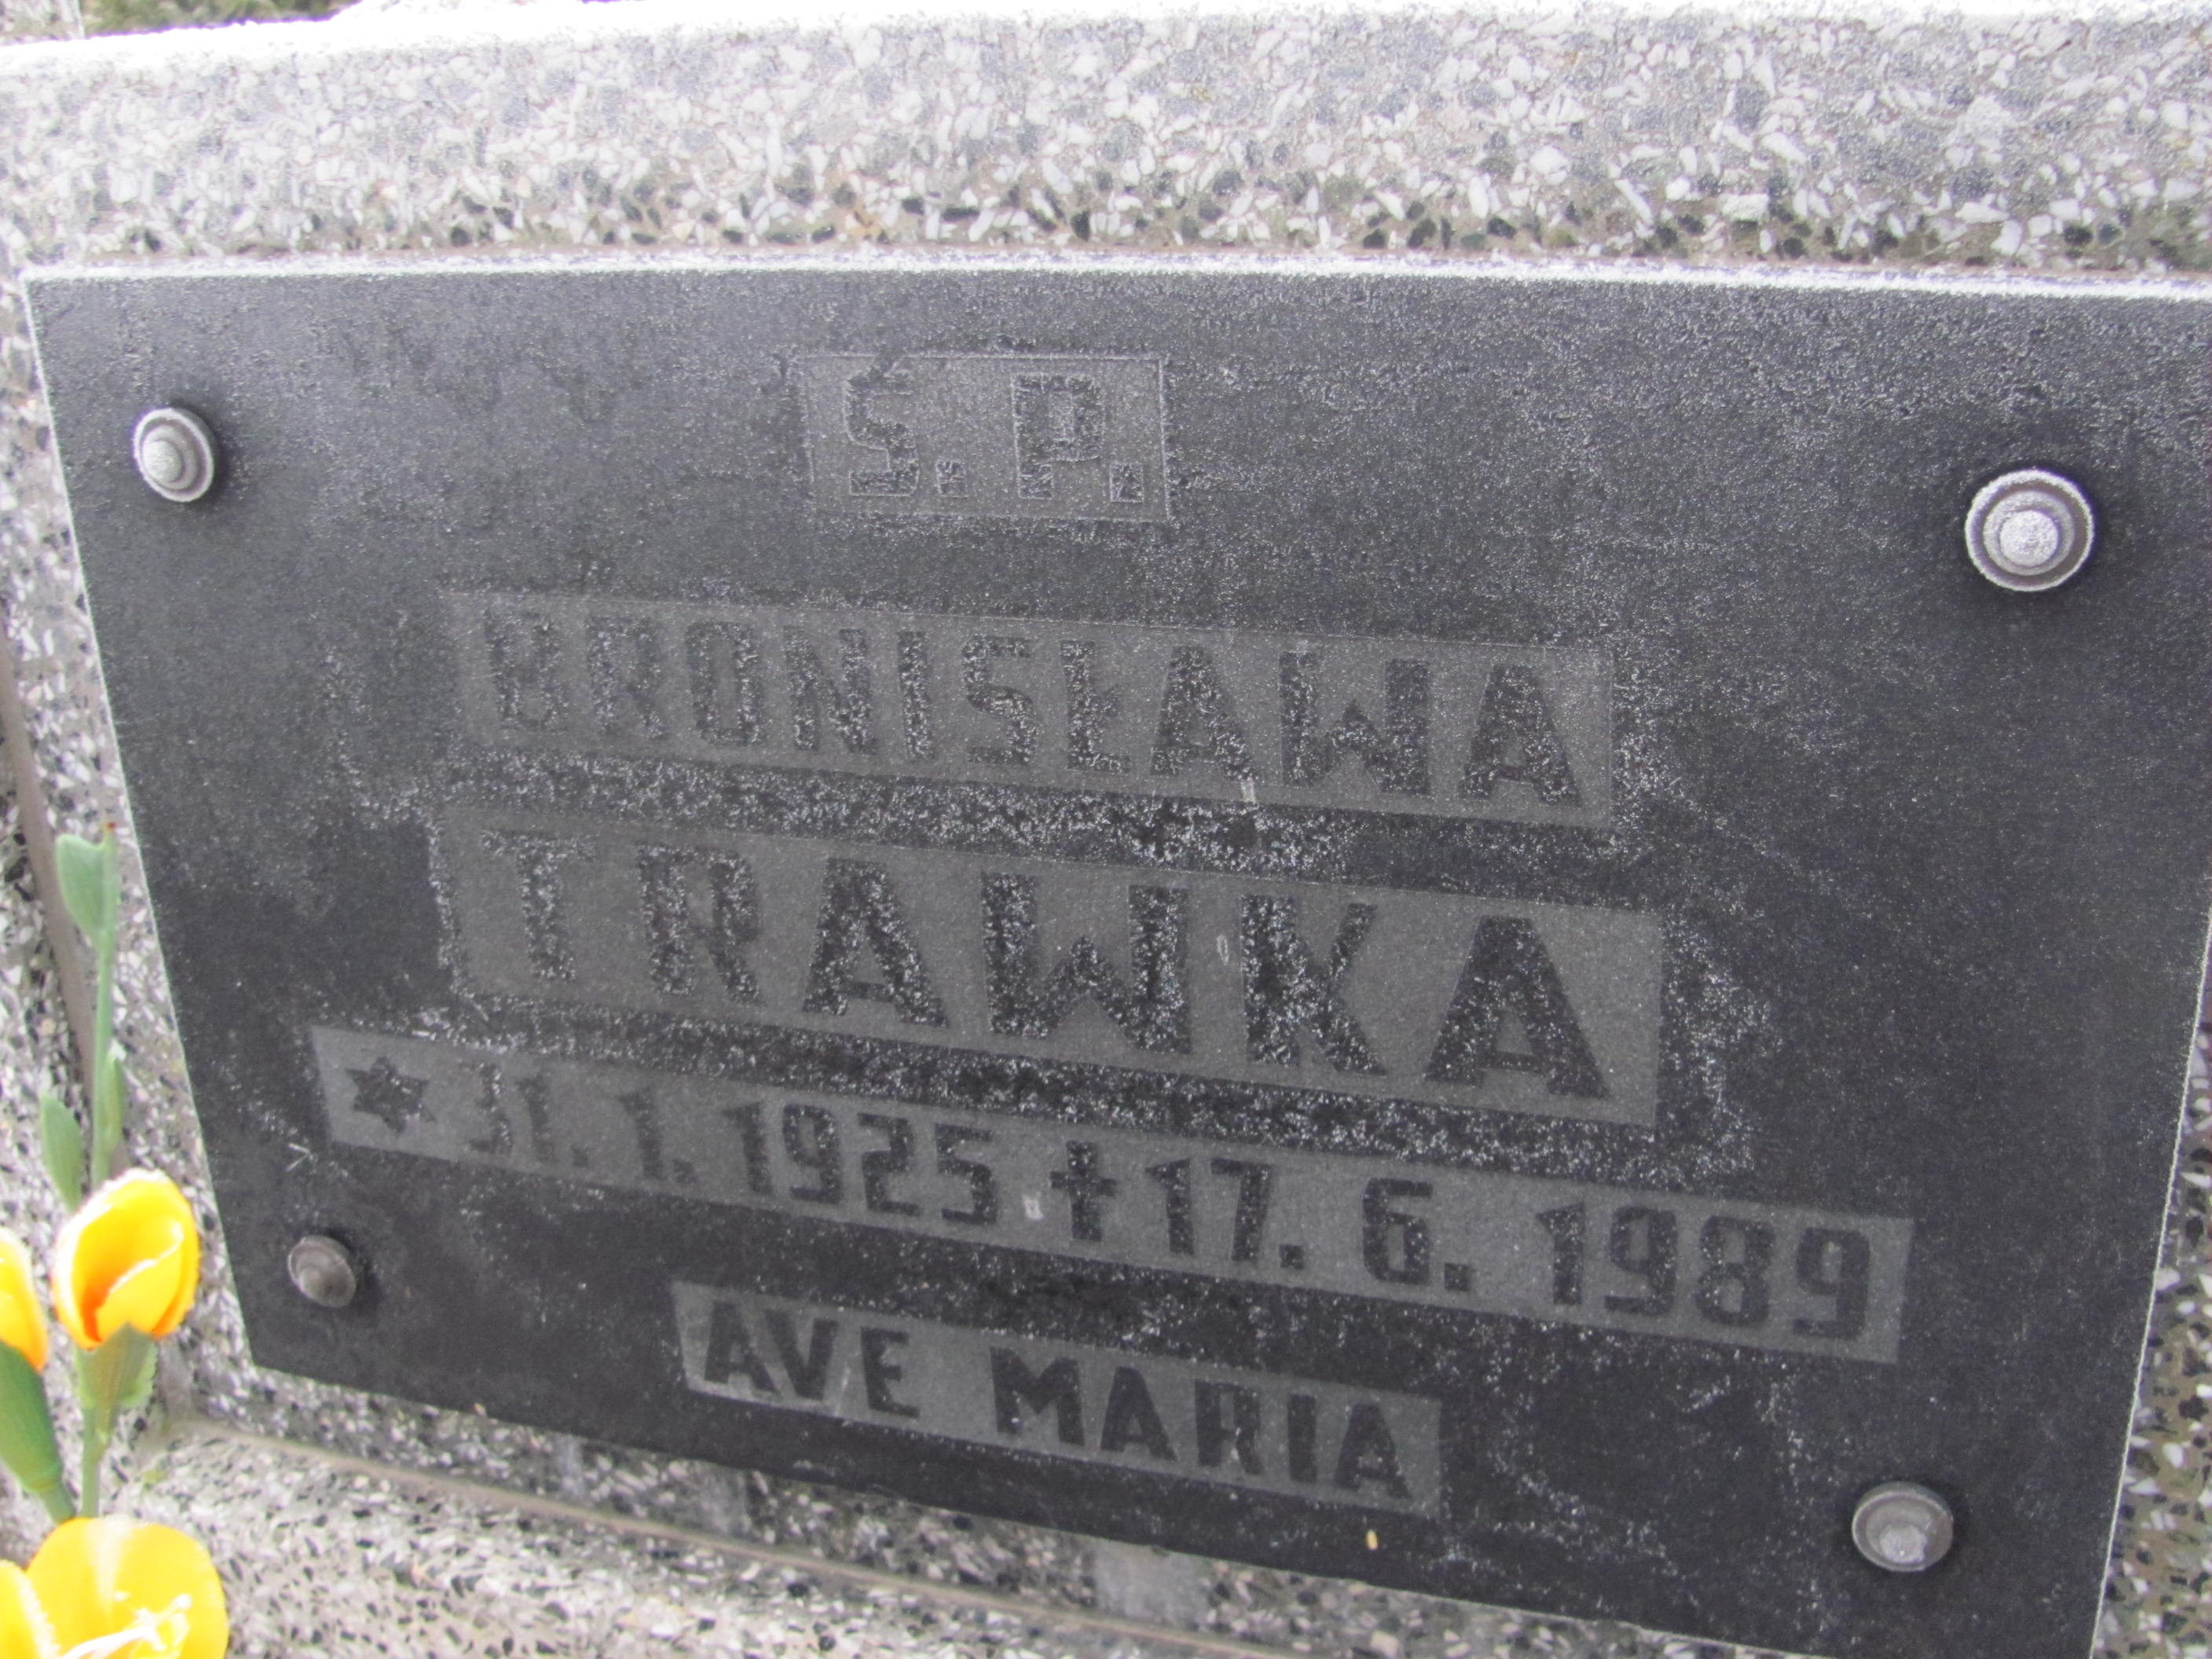 Ś. P.
BRONISŁAWA
TRAWKA
✶ 31. 1. 1925 ✝ 17. 6. 1989
AVE MARIA